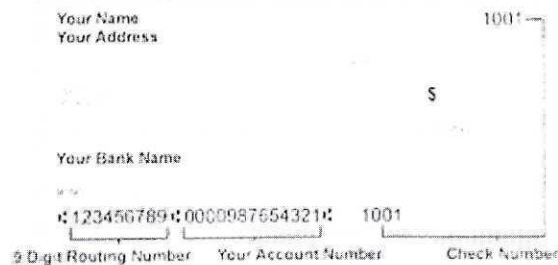 Your Name 1001
Your Address
$
Your Bank Name
⑆123456789⑆0000987654321⑆ 1001
9 Digit Routing Number Your Account Number Check Number